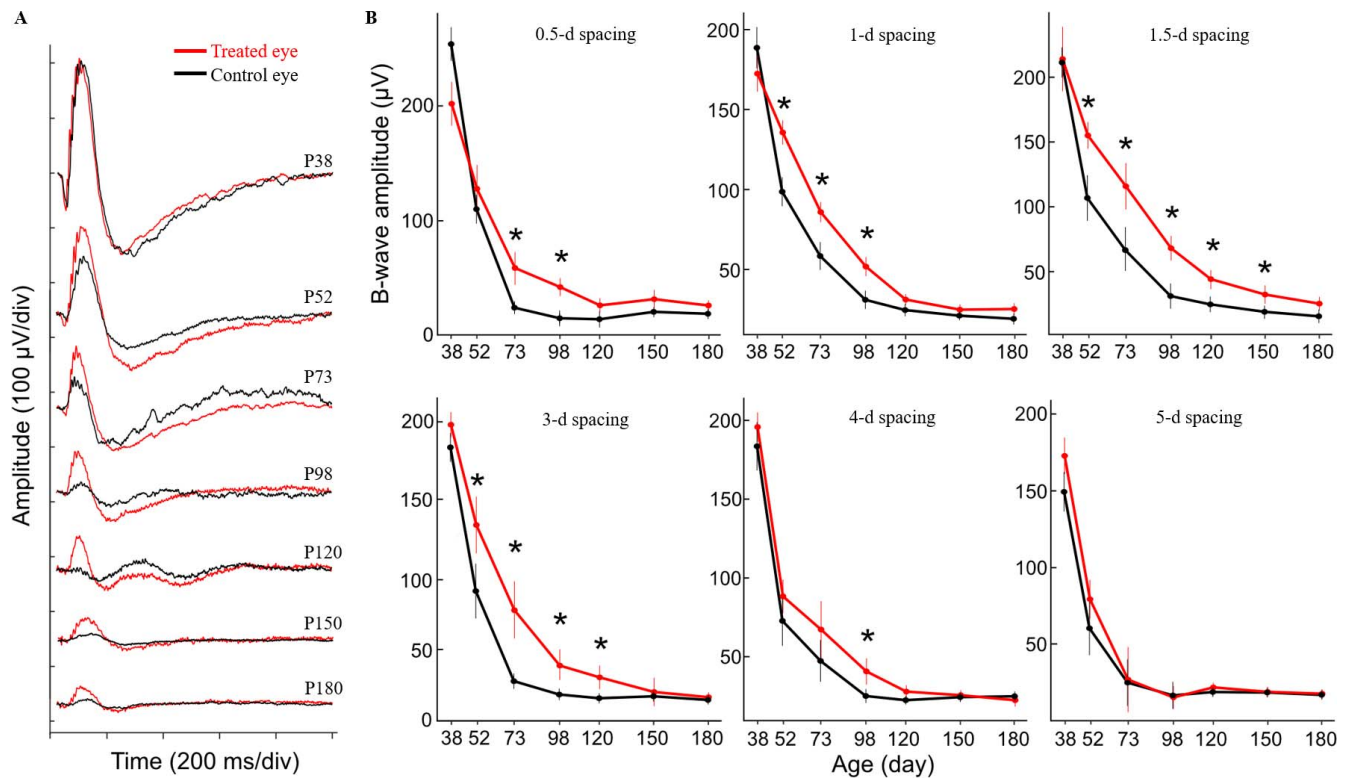 A
Treated eye
Control eye
P38
P52
P73
P98
P120
P150
P180
Amplitude (100 µV/div)
Time (200 ms/div)
B
B-wave amplitude (µV)
0.5-d spacing
200
100
0
38 52 73 98 120 150 180
1-d spacing
*
*
*
200
150
100
50
38 52 73 98 120 150 180
1.5-d spacing
*
*
*
*
*
200
150
100
50
38 52 73 98 120 150 180
*
*
3-d spacing
*
*
*
*
200
150
100
50
0
38 52 73 98 120 150 180
4-d spacing
*
200
150
100
50
38 52 73 98 120 150 180
5-d spacing
200
150
100
50
38 52 73 98 120 150 180
Age (day)